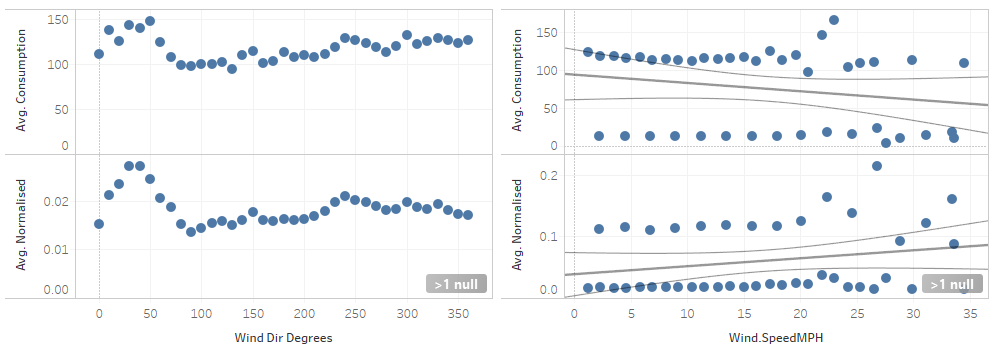 Avg. Consumption
150
100
50
0
Avg. Normalised
0.02
0.01
0.00
>1 null
0 50 100 150 200 250 300 350
Wind Dir Degrees
Avg. Consumption
150
100
50
0
Avg. Normalised
0.2
0.1
0.0
>1 null
0 5 10 15 20 25 30 35
Wind.SpeedMPH